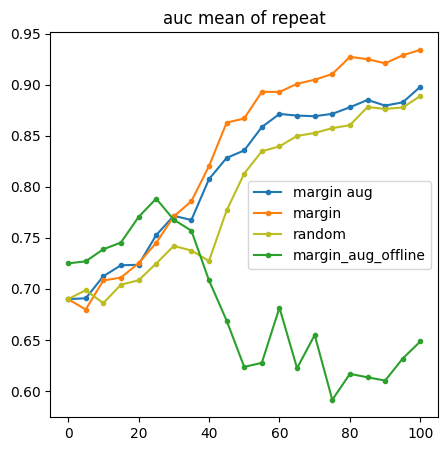 auc mean of repeat
0.95
0.90
0.85
0.80
0.75
0.70
0.65
0.60
margin aug
margin
random
margin_aug_offline
0 20 40 60 80 100